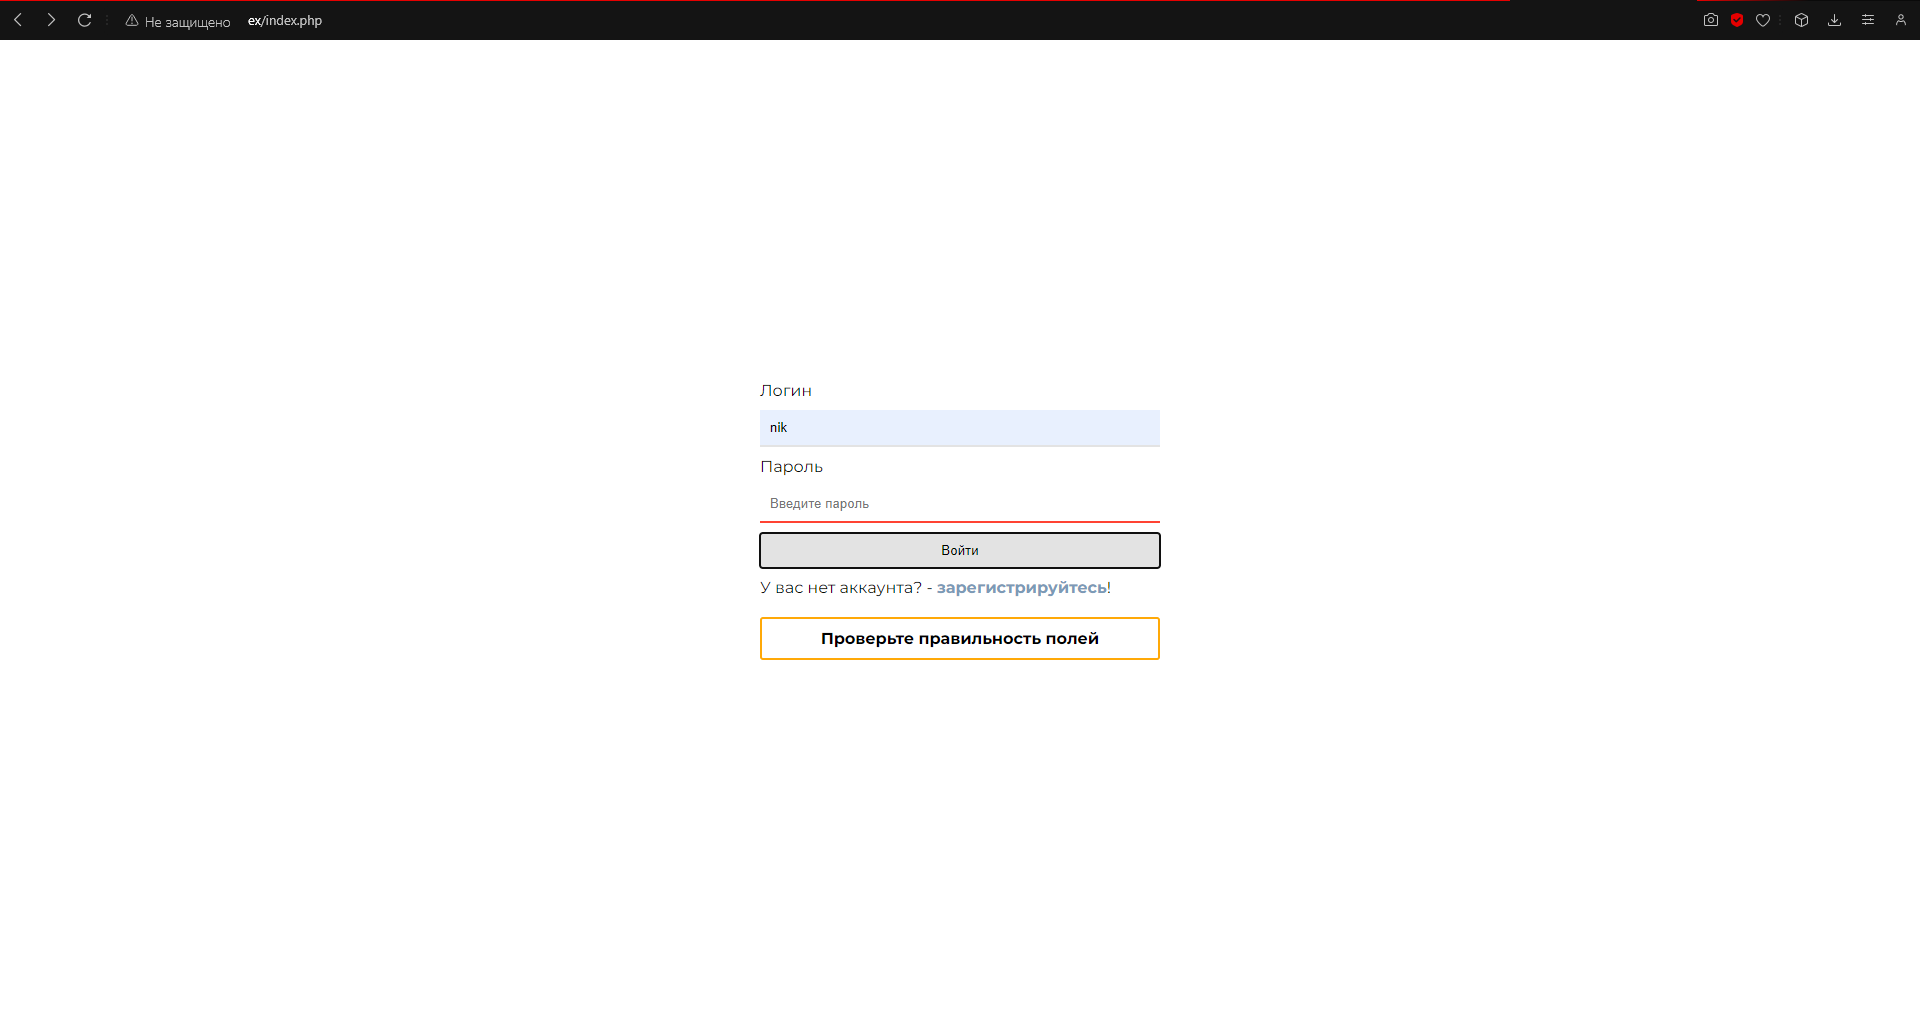 Не защищено ex/index.php
Логин
nik
Пароль
Введите пароль
Войти
У вас нет аккаунта? - зарегистрируйтесь!
Проверьте правильность полей